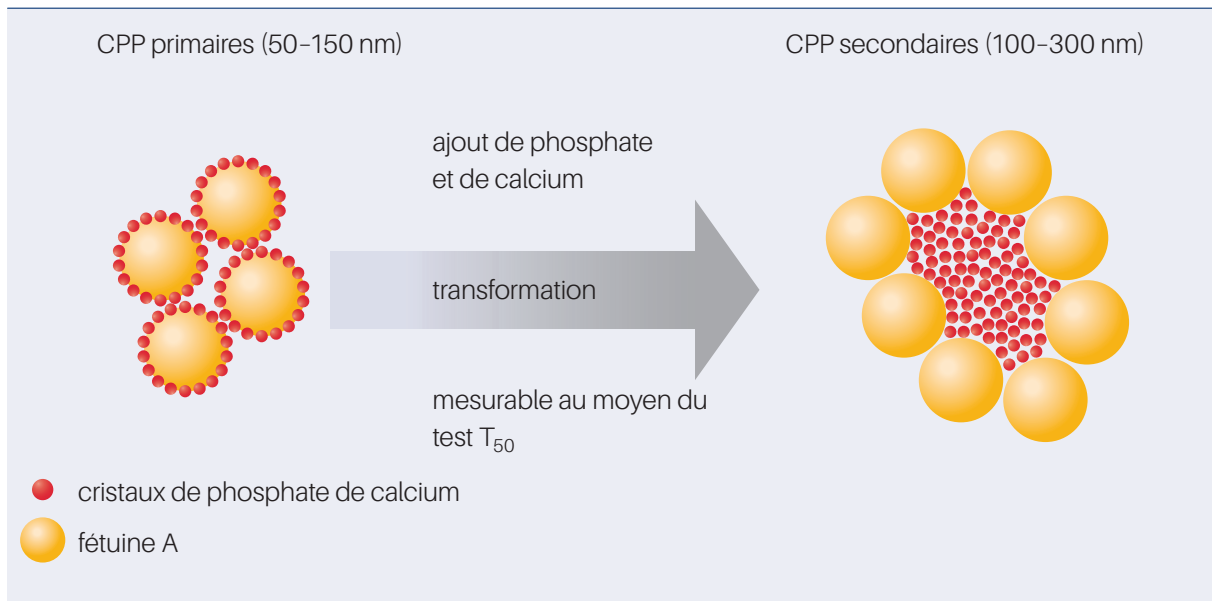 CPP primaires (50–150 nm)
CPP secondaires (100–300 nm)
ajout de phosphate
et de calcium
transformation
mesurable au moyen du
test T50
cristaux de phosphate de calcium
fétuine A